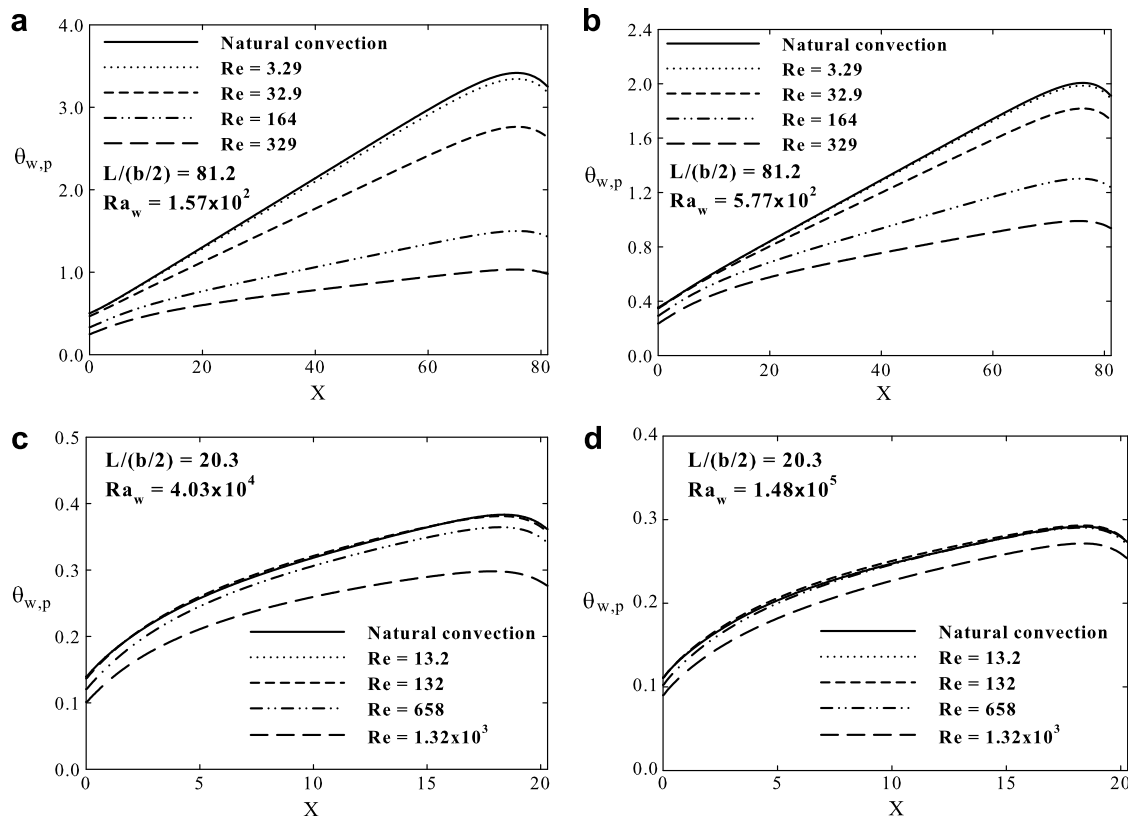 a
4.0
3.0
2.0
1.0
0.0
θw,p
Natural convection
Re = 3.29
Re = 32.9
Re = 164
Re = 329
L/(b/2) = 81.2
Raw = 1.57x10²
0 20 40 60 80
X
b
2.4
2.0
1.6
1.2
0.8
0.4
0.0
θw,p
Natural convection
Re = 3.29
Re = 32.9
Re = 164
Re = 329
L/(b/2) = 81.2
Raw = 5.77x10²
0 20 40 60 80
X
c
0.5
0.4
0.3
0.2
0.1
0.0
θw,p
L/(b/2) = 20.3
Raw = 4.03x10⁴
Natural convection
Re = 13.2
Re = 132
Re = 658
Re = 1.32x10³
0 5 10 15 20
X
d
0.4
0.3
0.2
0.1
0.0
θw,p
L/(b/2) = 20.3
Raw = 1.48x10⁵
Natural convection
Re = 13.2
Re = 132
Re = 658
Re = 1.32x10³
0 5 10 15 20
X